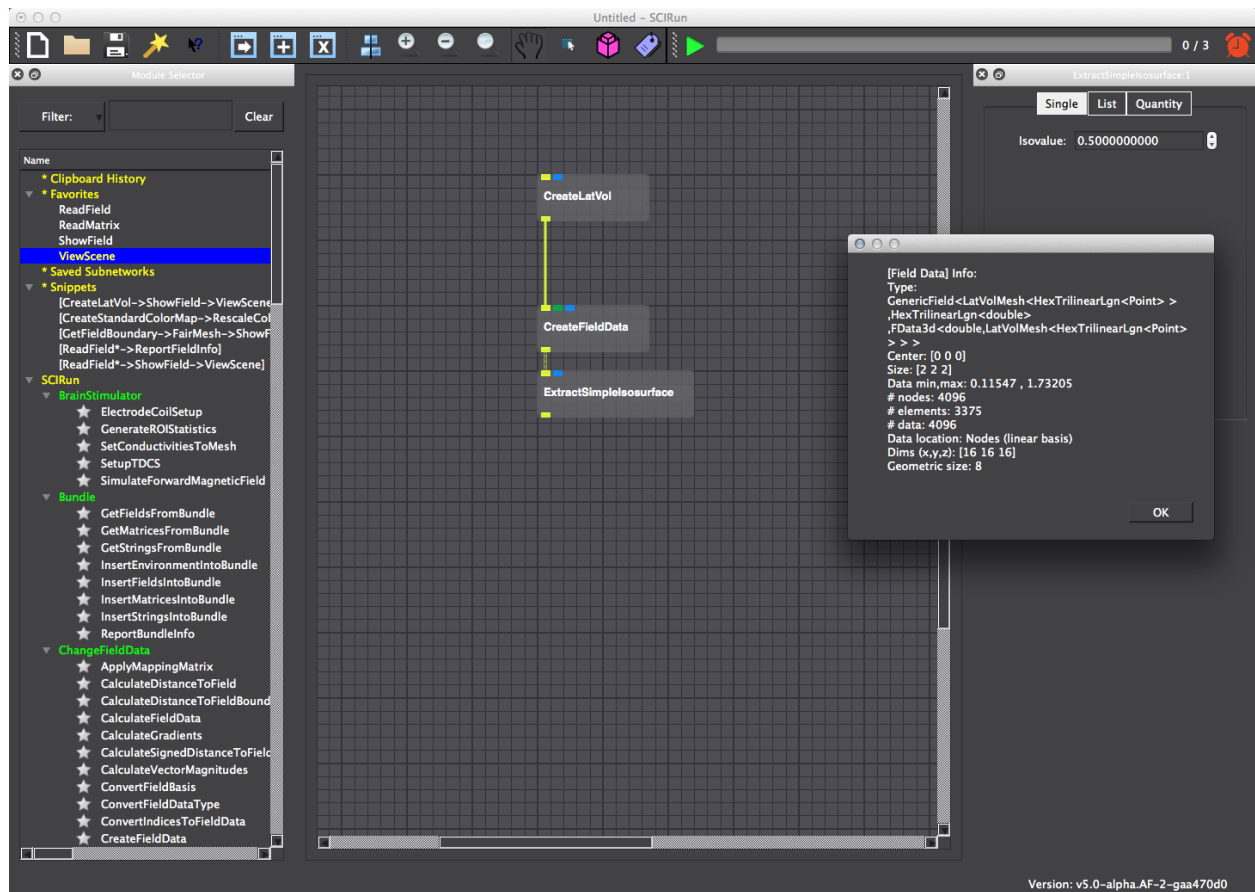 Untitled – SCIRun
0 / 3
Module Selector
Filter:
Clear
Name
* Clipboard History
* Favorites
ReadField
ReadMatrix
ShowField
ViewScene
* Saved Subnetworks
* Snippets
[CreateLatVol->ShowField->ViewScene
[CreateStandardColorMap->RescaleCol
[GetFieldBoundary->FairMesh->ShowF
[ReadField*->ReportFieldInfo]
[ReadField*->ShowField->ViewScene]
SCIRun
BrainStimulator
ElectrodeCoilSetup
GenerateROIStatistics
SetConductivitiesToMesh
SetupTDCS
SimulateForwardMagneticField
Bundle
GetFieldsFromBundle
GetMatricesFromBundle
GetStringsFromBundle
InsertEnvironmentIntoBundle
InsertFieldsIntoBundle
InsertMatricesIntoBundle
InsertStringsIntoBundle
ReportBundleInfo
ChangeFieldData
ApplyMappingMatrix
CalculateDistanceToField
CalculateDistanceToFieldBound
CalculateFieldData
CalculateGradients
CalculateSignedDistanceToField
CalculateVectorMagnitudes
ConvertFieldBasis
ConvertFieldDataType
ConvertIndicesToFieldData
CreateFieldData
CreateLatVol
CreateFieldData
ExtractSimpleIsosurface
ExtractSimpleIsosurface:1
Single List Quantity
Isovalue: 0.5000000000
[Field Data] Info:
Type:
GenericField<LatVolMesh<HexTrilinearLgn<Point> >
,HexTrilinearLgn<double>
,FData3d<double,LatVolMesh<HexTrilinearLgn<Point>
> > >
Center: [0 0 0]
Size: [2 2 2]
Data min,max: 0.11547 , 1.73205
# nodes: 4096
# elements: 3375
# data: 4096
Data location: Nodes (linear basis)
Dims (x,y,z): [16 16 16]
Geometric size: 8
OK
Version: v5.0-alpha.AF-2-gaa470d0